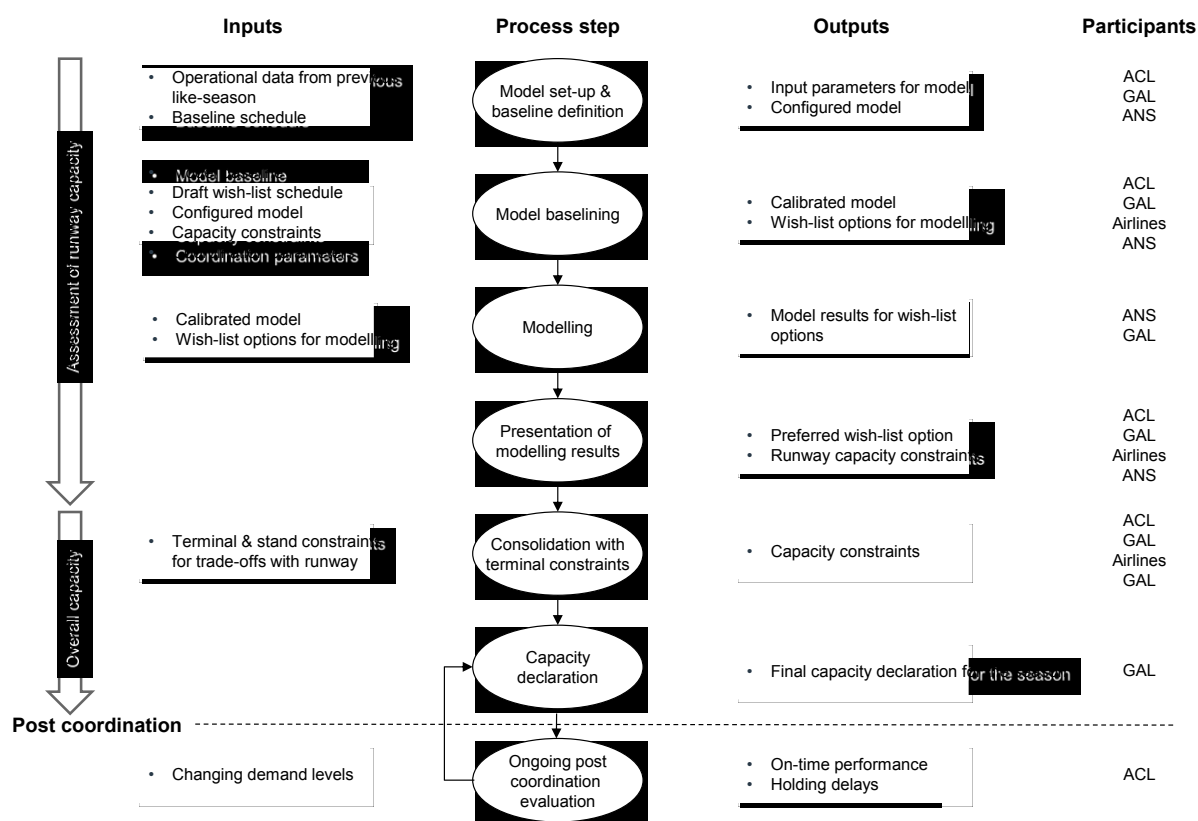 Inputs Process step Outputs Participants
Assessment of runway capacity
• Operational data from previous
like-season
• Baseline schedule
Model set-up &
baseline definition
• Input parameters for model
• Configured model
ACL
GAL
ANS
• Model baseline
• Draft wish-list schedule
• Configured model
• Capacity constraints
• Coordination parameters
Model baselining
• Calibrated model
• Wish-list options for modelling
ACL
GAL
Airlines
ANS
• Calibrated model
• Wish-list options for modelling
Modelling
• Model results for wish-list
options
ANS
GAL
Presentation of
modelling results
• Preferred wish-list option
• Runway capacity constraints
ACL
GAL
Airlines
ANS
Overall capacity
• Terminal & stand constraints
for trade-offs with runway
Consolidation with
terminal constraints
• Capacity constraints
ACL
GAL
Airlines
GAL
Capacity
declaration
• Final capacity declaration for the season
GAL
Post coordination
• Changing demand levels
Ongoing post
coordination
evaluation
• On-time performance
• Holding delays
ACL